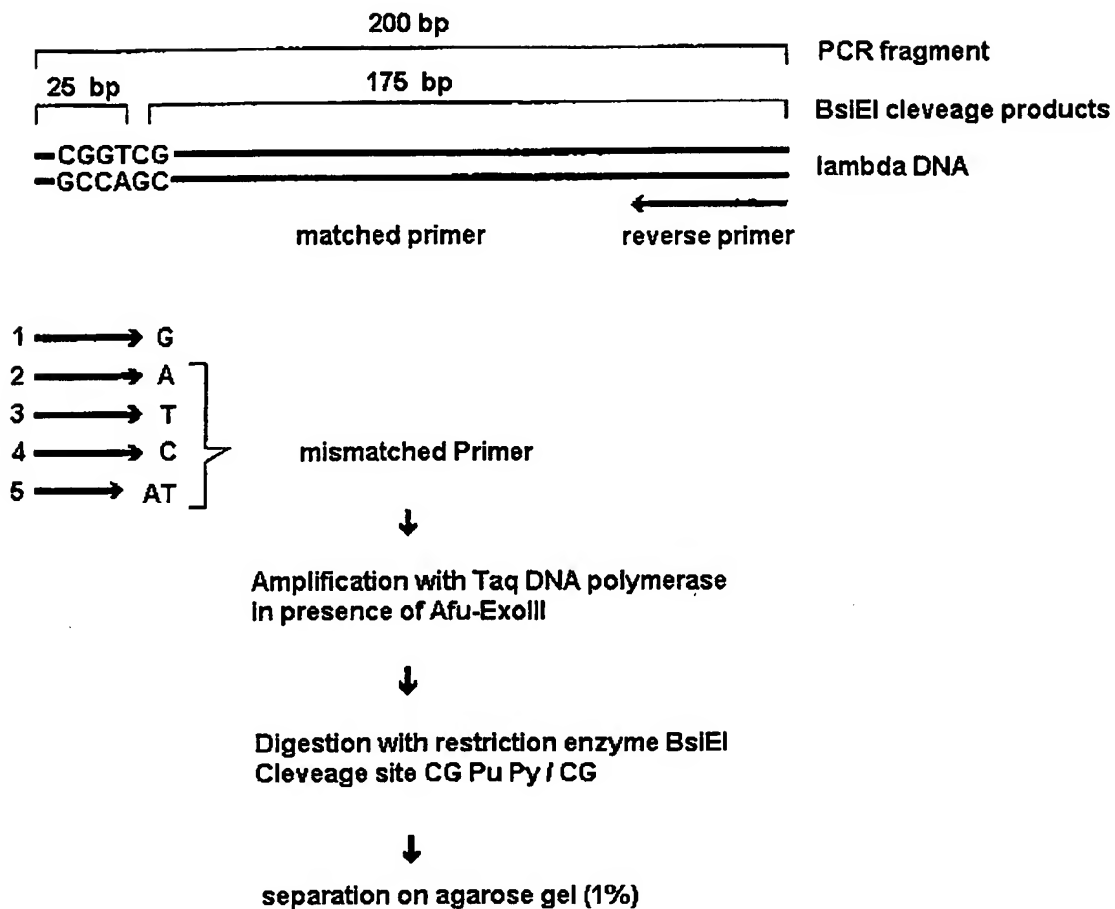 200 bp
PCR fragment
25 bp
175 bp
BsiEI cleveage products
CGGTCG
GCCAGC
lambda DNA
matched primer
reverse primer
1 G
2 A
3 T
4 C
5 AT
mismatched Primer
Amplification with Taq DNA polymerase
in presence of Afu-ExoIII
Digestion with restriction enzyme BsiEI
Cleveage site CG Pu Py / CG
separation on agarose gel (1%)